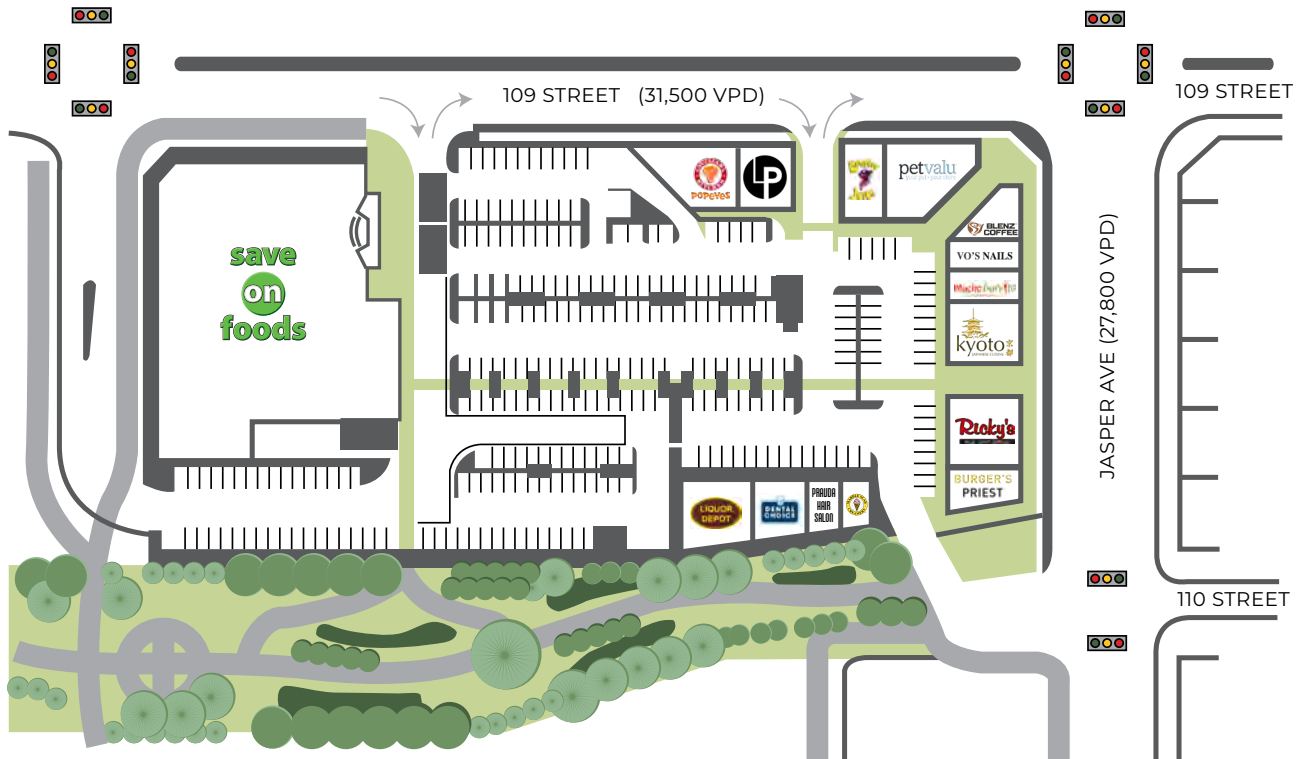 109 STREET (31,500 VPD)
109 STREET
POPEYES
LP
petvalu
BLENZ
COFFEE
VO'S NAILS
save
on
foods
kyoto
JASPER AVE (27,800 VPD)
Ricky's
BURGER'S
PRIEST
LIQUOR
DEPOT
DENTAL
CHOICE
PRAVDA
HAIR
SALON
110 STREET